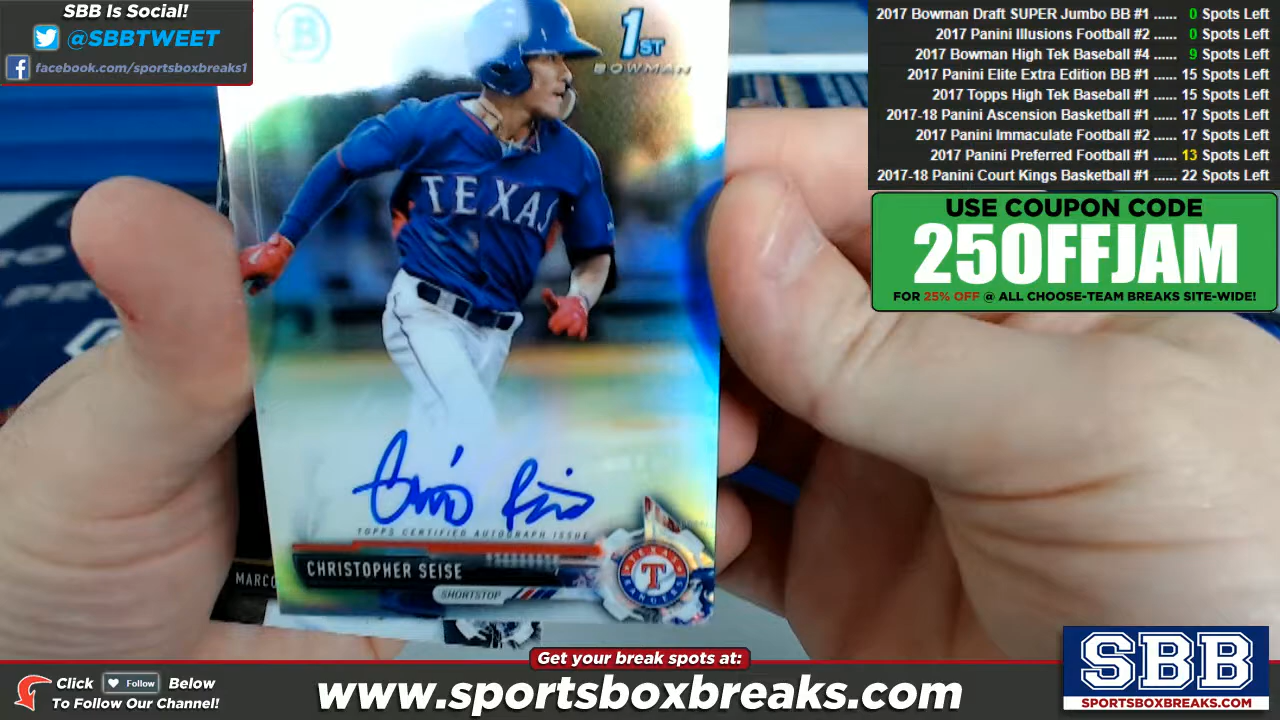 SBB Is Social!
@SBBTWEET
facebook.com/sportsboxbreaks1
2017 Bowman Draft SUPER Jumbo BB #1 ...... 0 Spots Left
2017 Panini Illusions Football #2 ...... 0 Spots Left
2017 Bowman High Tek Baseball #4 ...... 9 Spots Left
2017 Panini Elite Extra Edition BB #1 ...... 15 Spots Left
2017 Topps High Tek Baseball #1 ...... 15 Spots Left
2017-18 Panini Ascension Basketball #1 ...... 17 Spots Left
2017 Panini Immaculate Football #2 ...... 17 Spots Left
2017 Panini Preferred Football #1 ...... 13 Spots Left
2017-18 Panini Court Kings Basketball #1 ...... 22 Spots Left
USE COUPON CODE
25OFFJAM
FOR 25% OFF @ ALL CHOOSE-TEAM BREAKS SITE-WIDE!
B
1ST
BOWMAN
TEXAS
TOPPS CERTIFIED AUTOGRAPH ISSUE
CHRISTOPHER SEISE
SHORTSTOP
TEXAS
T
RANGERS
MARCO
Get your break spots at:
www.sportsboxbreaks.com
Click Follow Below
To Follow Our Channel!
SBB
SPORTSBOXBREAKS.COM